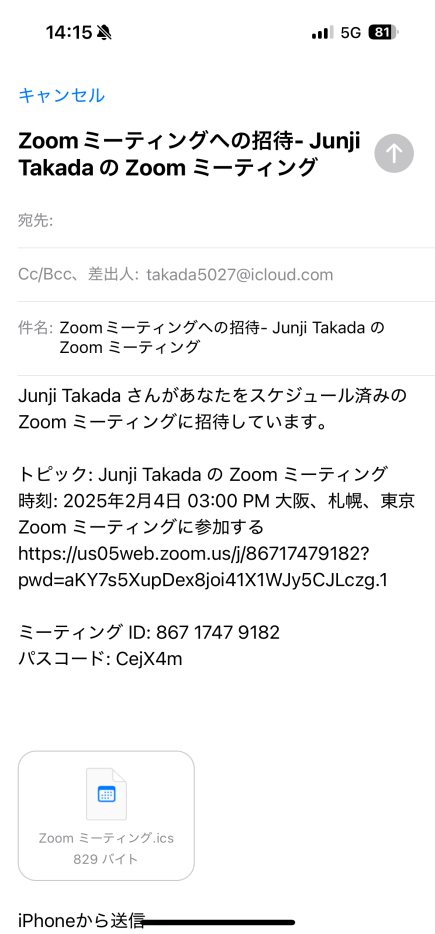 14:15 5G 81
キャンセル
Zoomミーティングへの招待- Junji
Takada の Zoom ミーティング
宛先:
Cc/Bcc、差出人: takada5027@icloud.com
件名: Zoomミーティングへの招待- Junji Takada の
Zoom ミーティング
Junji Takada さんがあなたをスケジュール済みの
Zoom ミーティングに招待しています。
トピック: Junji Takada の Zoom ミーティング
時刻: 2025年2月4日 03:00 PM 大阪、札幌、東京
Zoom ミーティングに参加する
https://us05web.zoom.us/j/86717479182?
pwd=aKY7s5XupDex8joi41X1WJy5CJLczg.1
ミーティング ID: 867 1747 9182
パスコード: CejX4m
Zoom ミーティング.ics
829 バイト
iPhoneから送信